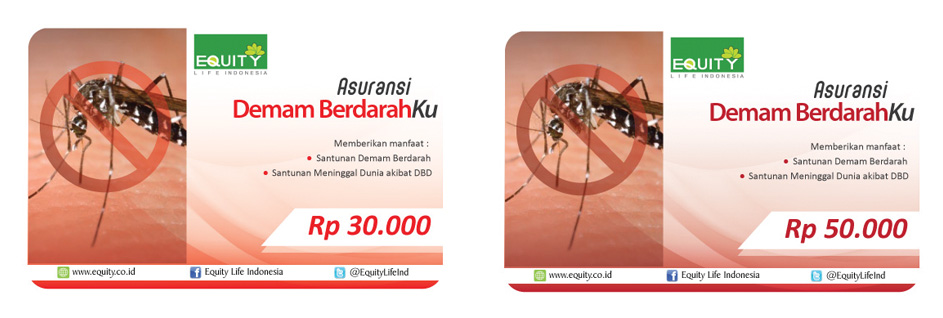 EQUITY
LIFE INDONESIA
Asuransi
Demam BerdarahKu
Memberikan manfaat :
• Santunan Demam Berdarah
• Santunan Meninggal Dunia akibat DBD
Rp 30.000
www.equity.co.id
Equity Life Indonesia
@EquityLifeInd
EQUITY
LIFE INDONESIA
Asuransi
Demam BerdarahKu
Memberikan manfaat :
• Santunan Demam Berdarah
• Santunan Meninggal Dunia akibat DBD
Rp 50.000
www.equity.co.id
Equity Life Indonesia
@EquityLifeInd